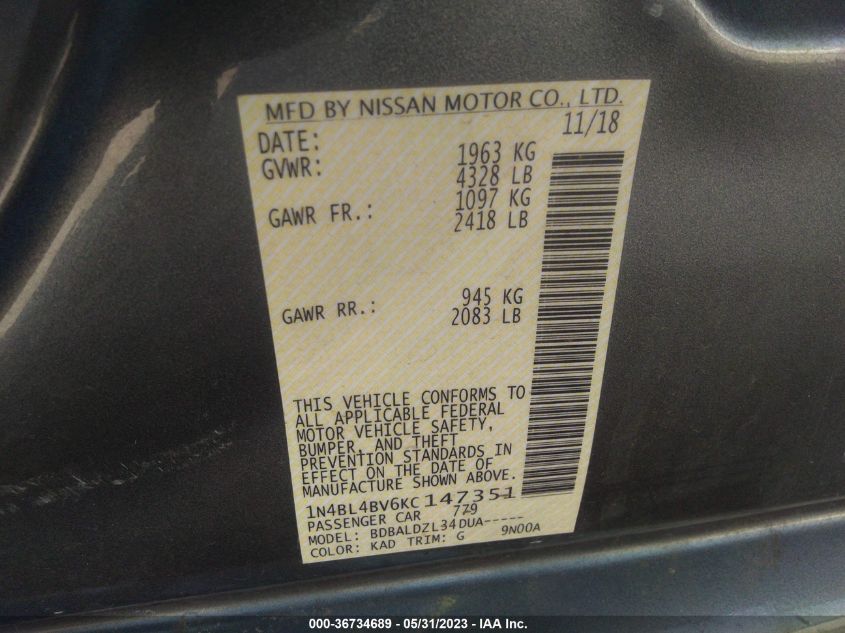 MFD BY NISSAN MOTOR CO., LTD.
DATE: 11/18
GVWR: 1963 KG
4328 LB
GAWR FR.: 1097 KG
2418 LB
GAWR RR.: 945 KG
2083 LB
THIS VEHICLE CONFORMS TO
ALL APPLICABLE FEDERAL
MOTOR VEHICLE SAFETY,
BUMPER, AND THEFT
PREVENTION STANDARDS IN
EFFECT ON THE DATE OF
MANUFACTURE SHOWN ABOVE.
1N4BL4BV6KC147351
PASSENGER CAR 779
MODEL: BDBALDZL34DUA-----
COLOR: KAD TRIM: G 9N00A
000-36734689 - 05/31/2023 - IAA Inc.